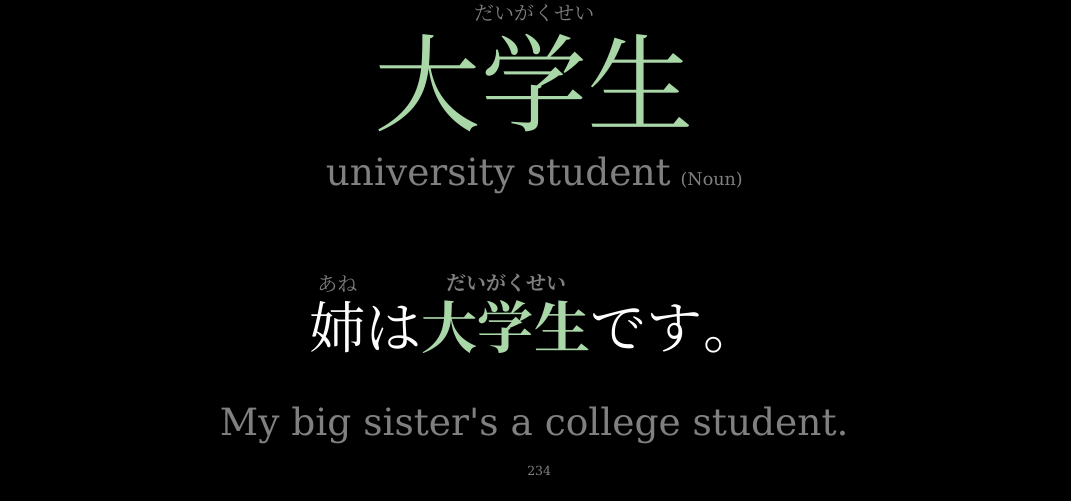 だいがくせい
大学生
university student (Noun)
あね だいがくせい
姉は大学生です。
My big sister's a college student.
234